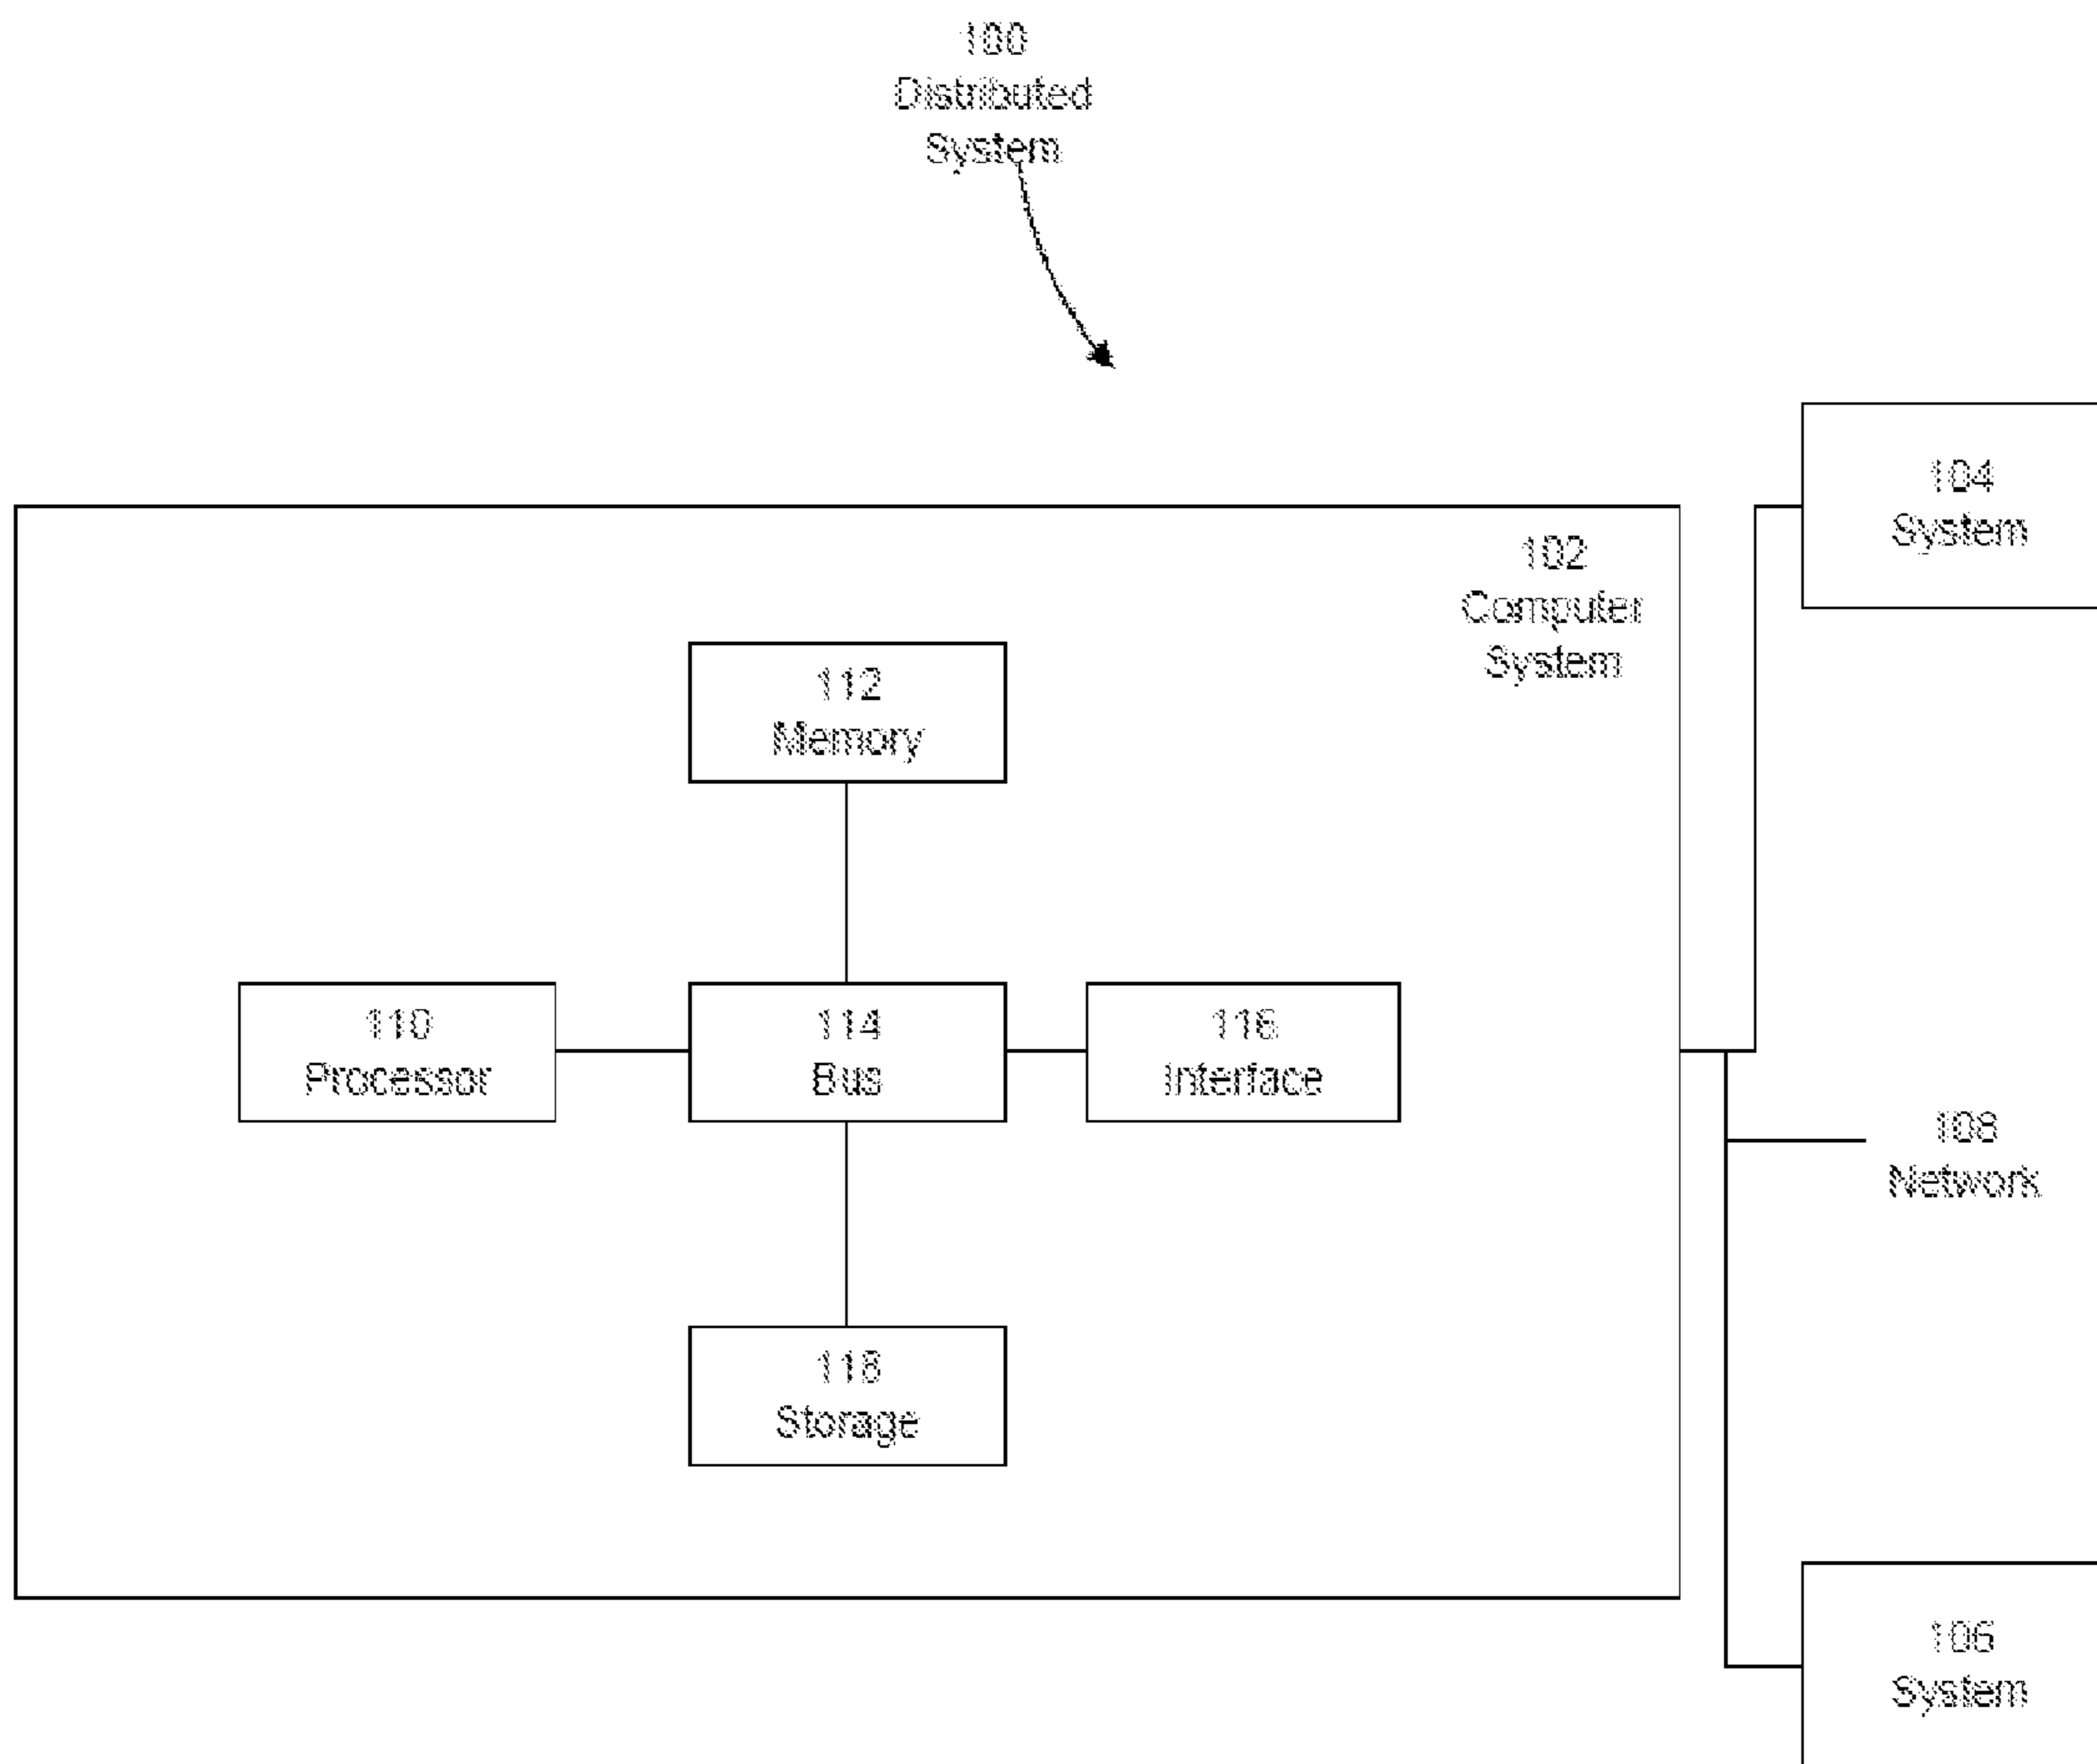 100
Distributed
System
104
System
102
Computer
System
112
Memory
110
Processor
114
Bus
116
Interface
108
Network
118
Storage
106
System